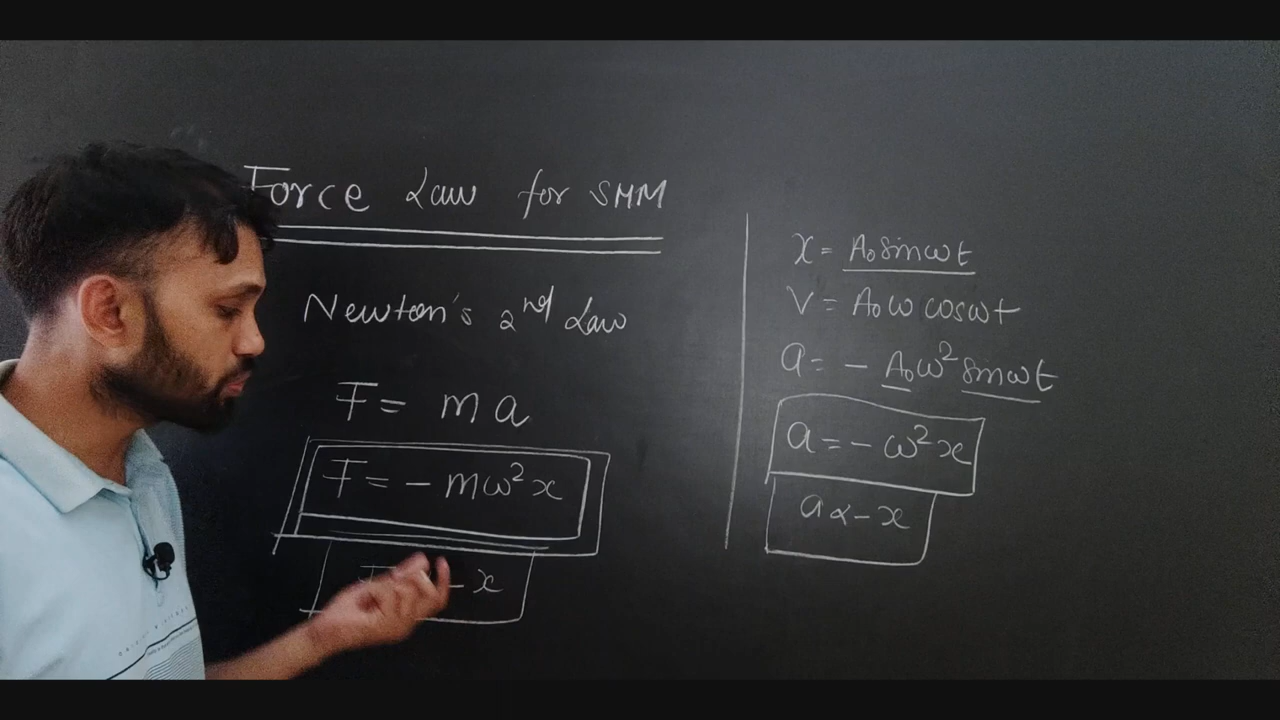 Force Law for SHM
Newton's 2nd Law
F = ma
F = - mω²x
- x
x = A₀sinωt
V = A₀ω cosωt
a = - A₀ω² sinωt
a = - ω²x
a α - x